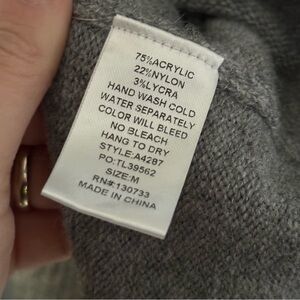 75%ACRYLIC
22%NYLON
3%LYCRA
HAND WASH COLD
WATER SEPARATELY
COLOR WILL BLEED
NO BLEACH
HANG TO DRY
STYLE:A4287
PO:TL39562
SIZE:M
RN#:130733
MADE IN CHINA